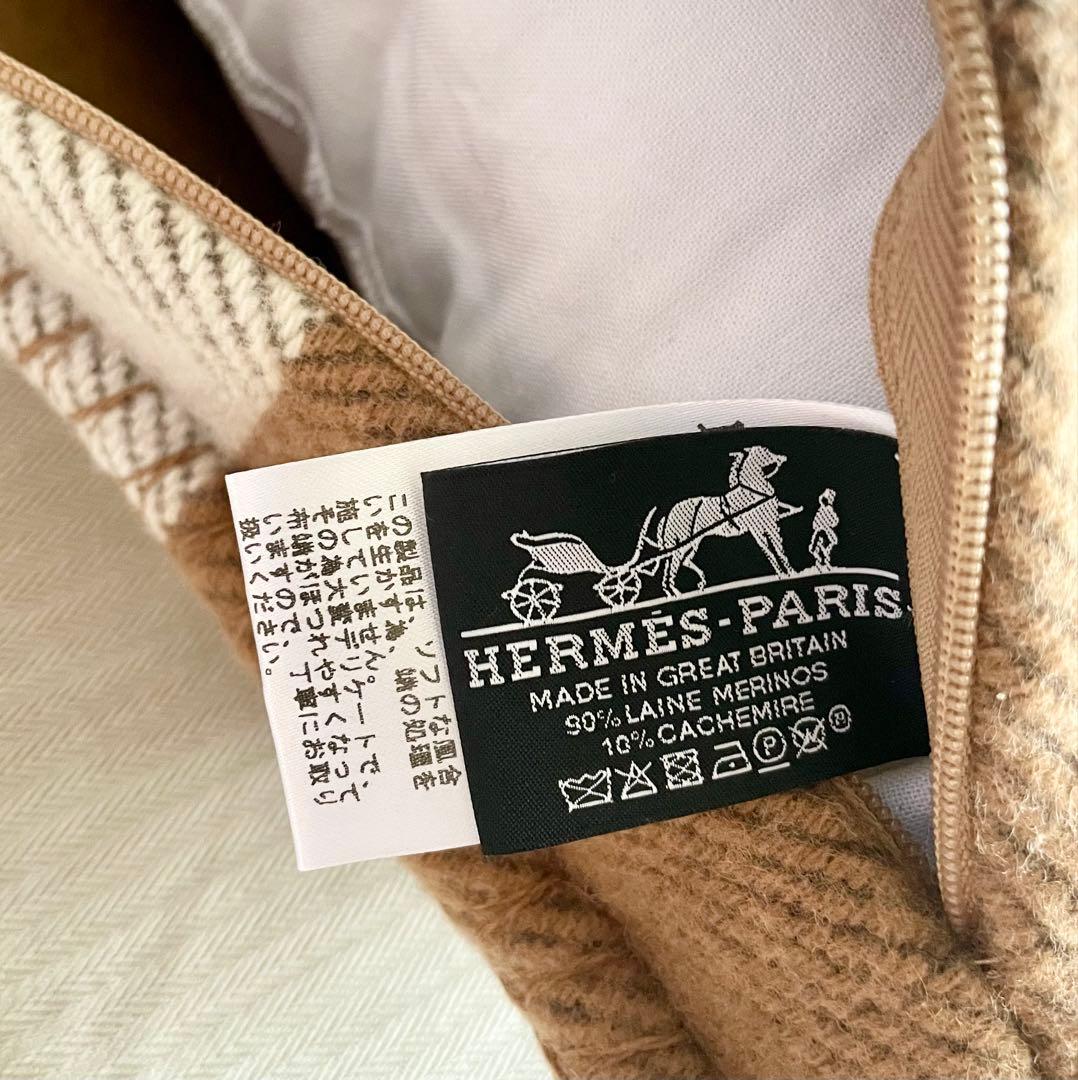 この製品は、ソフトな風合
いを生かす為、端の処理を
施していません。
その為大変デリケートで、
布端がほつれやすくなって
いますので、丁寧にお取り
扱いください。
HERMÈS-PARIS
MADE IN GREAT BRITAIN
90% LAINE MERINOS
10% CACHEMIRE
P
W
®